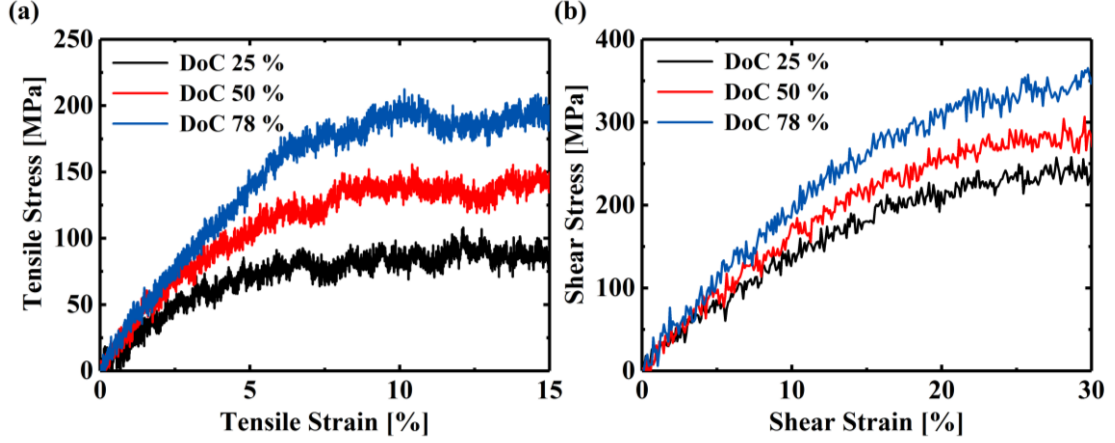 (a)
250
200
150
100
50
0
Tensile Stress [MPa]
DoC 25 %
DoC 50 %
DoC 78 %
0 5 10 15
Tensile Strain [%]
(b)
400
300
200
100
0
Shear Stress [MPa]
DoC 25 %
DoC 50 %
DoC 78 %
0 10 20 30
Shear Strain [%]